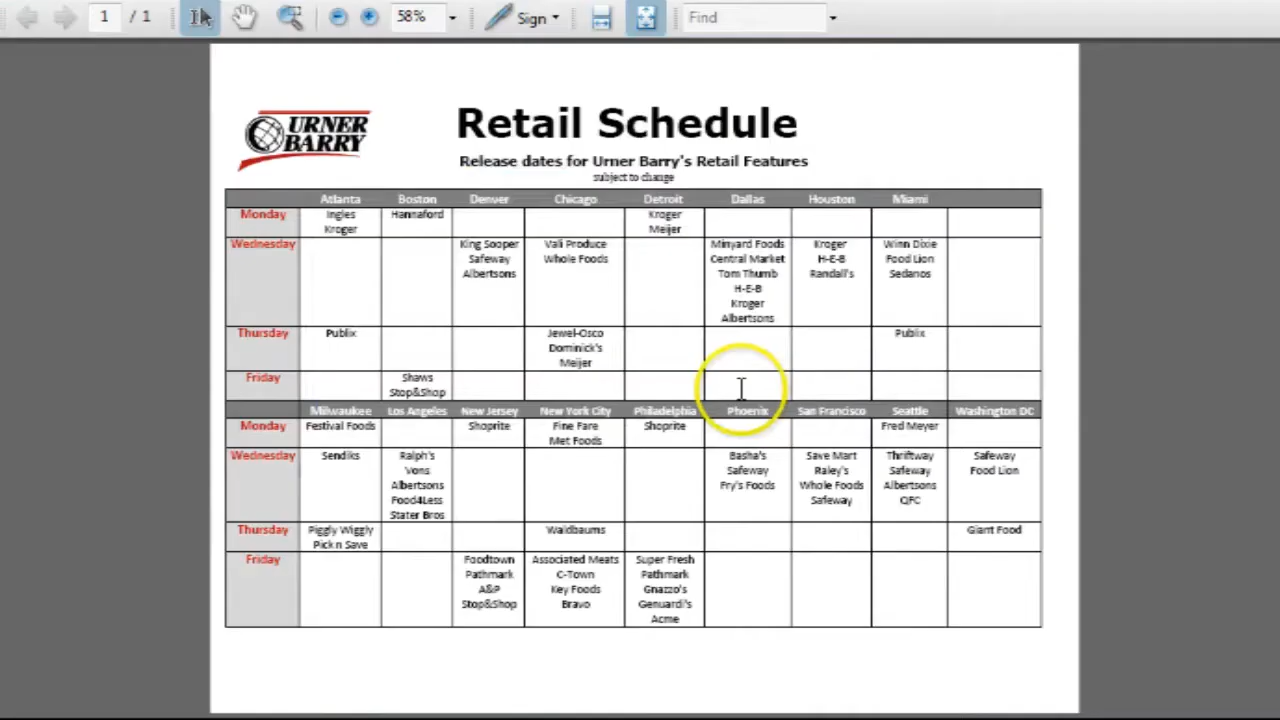 1 / 1 58% Sign Find
URNER BARRY
Retail Schedule
Release dates for Urner Barry's Retail Features
subject to change
Atlanta Boston Denver Chicago Detroit Dallas Houston Miami
Monday Ingles Hannaford Kroger
Kroger Meijer
Wednesday King Sooper Vali Produce Minyard Foods Kroger Winn Dixie
Safeway Whole Foods Central Market H-E-B Food Lion
Albertsons Tom Thumb Randall's Sedanos
H-E-B
Kroger
Albertsons
Thursday Publix Jewel-Osco Publix
Dominick's
Meijer
Friday Shaws
Stop&Shop
Milwaukee Los Angeles New Jersey New York City Philadelphia Phoenix San Francisco Seattle Washington DC
Monday Festival Foods Shoprite Fine Fare Shoprite Fred Meyer
Met Foods
Wednesday Sendiks Ralph's Basha's Save Mart Thriftway Safeway
Vons Safeway Raley's Safeway Food Lion
Albertsons Fry's Foods Whole Foods Albertsons
Food4Less Safeway QFC
Stater Bros
Thursday Piggly Wiggly Waldbaums Giant Food
Pick n Save
Friday Foodtown Associated Meats Super Fresh
Pathmark C-Town Pathmark
A&P Key Foods Gnazzo's
Stop&Shop Bravo Genuardi's
Acme